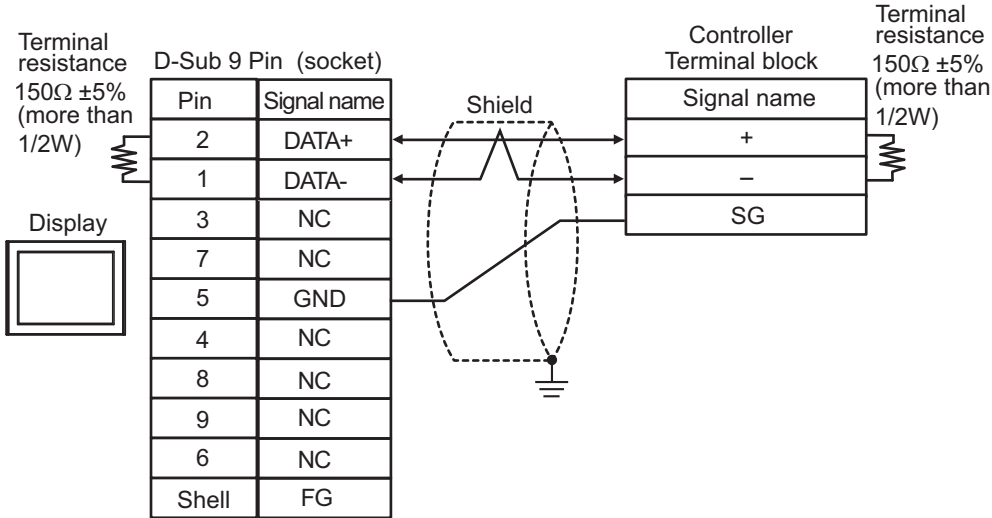 Terminal
resistance
150Ω ±5%
(more than
1/2W)
D-Sub 9 Pin (socket)
Pin Signal name
2 DATA+
1 DATA-
3 NC
7 NC
5 GND
4 NC
8 NC
9 NC
6 NC
Shell FG
Display
Shield
Controller
Terminal block
Signal name
+
–
SG
Terminal
resistance
150Ω ±5%
(more than
1/2W)